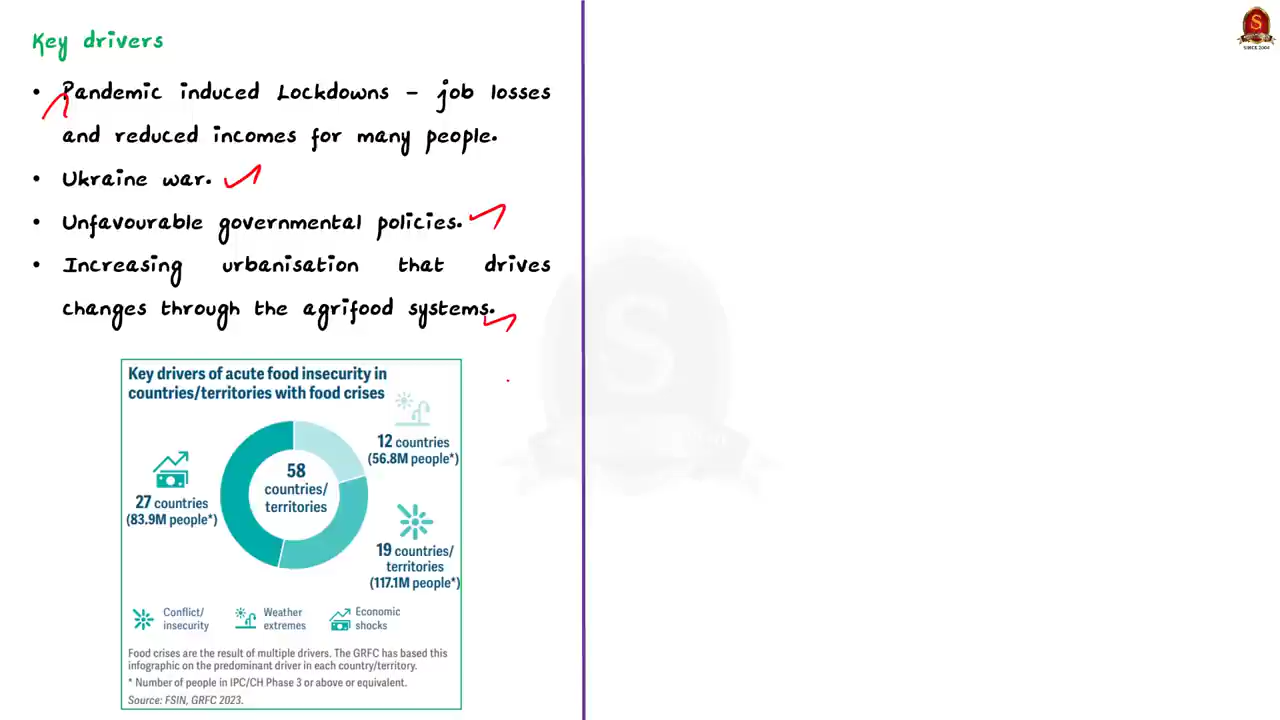 Key drivers
• Pandemic induced Lockdowns – job losses
and reduced incomes for many people.
• Ukraine war.
• Unfavourable governmental policies.
• Increasing urbanisation that drives
changes through the agrifood systems.
Key drivers of acute food insecurity in
countries/territories with food crises
12 countries
(56.8M people*)
58
countries/
territories
27 countries
(83.9M people*)
19 countries/
territories
(117.1M people*)
Conflict/
insecurity
Weather
extremes
Economic
shocks
Food crises are the result of multiple drivers. The GRFC has based this
infographic on the predominant driver in each country/territory.
* Number of people in IPC/CH Phase 3 or above or equivalent.
Source: FSIN, GRFC 2023.
S
SINCE 2004
S